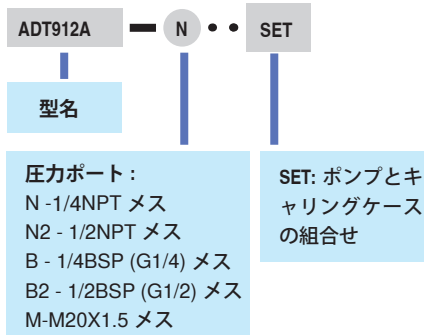 ADT912A N SET
型名
圧力ポート :
N -1/4NPT メス
N2 - 1/2NPT メス
B - 1/4BSP (G1/4) メス
B2 - 1/2BSP (G1/2) メス
M-M20X1.5 メス
SET: ポンプとキ
ャリングケース
の組合せ